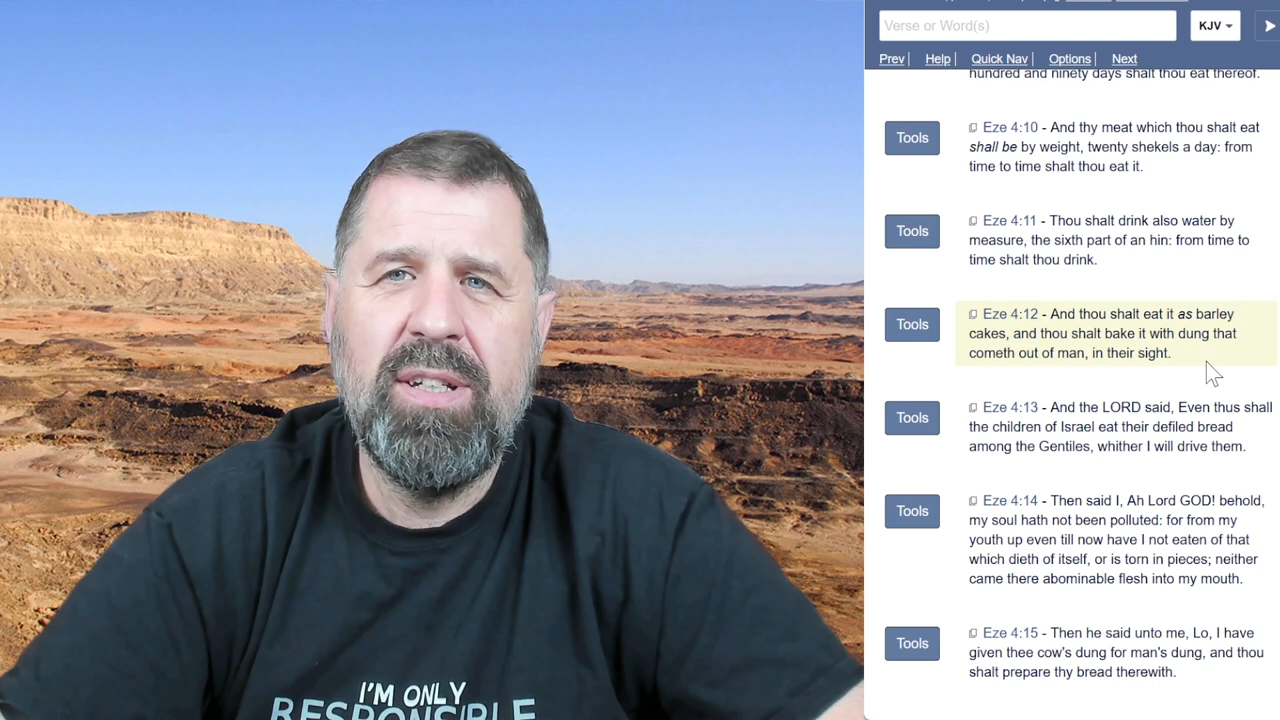 Verse or Word(s)
KJV
Prev
Help
Quick Nav
Options
Next
hundred and ninety days shalt thou eat thereof.
Tools
Eze 4:10 - And thy meat which thou shalt eat
shall be by weight, twenty shekels a day: from
time to time shalt thou eat it.
Tools
Eze 4:11 - Thou shalt drink also water by
measure, the sixth part of an hin: from time to
time shalt thou drink.
Tools
Eze 4:12 - And thou shalt eat it as barley
cakes, and thou shalt bake it with dung that
cometh out of man, in their sight.
Tools
Eze 4:13 - And the LORD said, Even thus shall
the children of Israel eat their defiled bread
among the Gentiles, whither I will drive them.
Tools
Eze 4:14 - Then said I, Ah Lord GOD! behold,
my soul hath not been polluted: for from my
youth up even till now have I not eaten of that
which dieth of itself, or is torn in pieces; neither
came there abominable flesh into my mouth.
Tools
Eze 4:15 - Then he said unto me, Lo, I have
given thee cow's dung for man's dung, and thou
shalt prepare thy bread therewith.
I'M ONLY
RESPONSIBLE